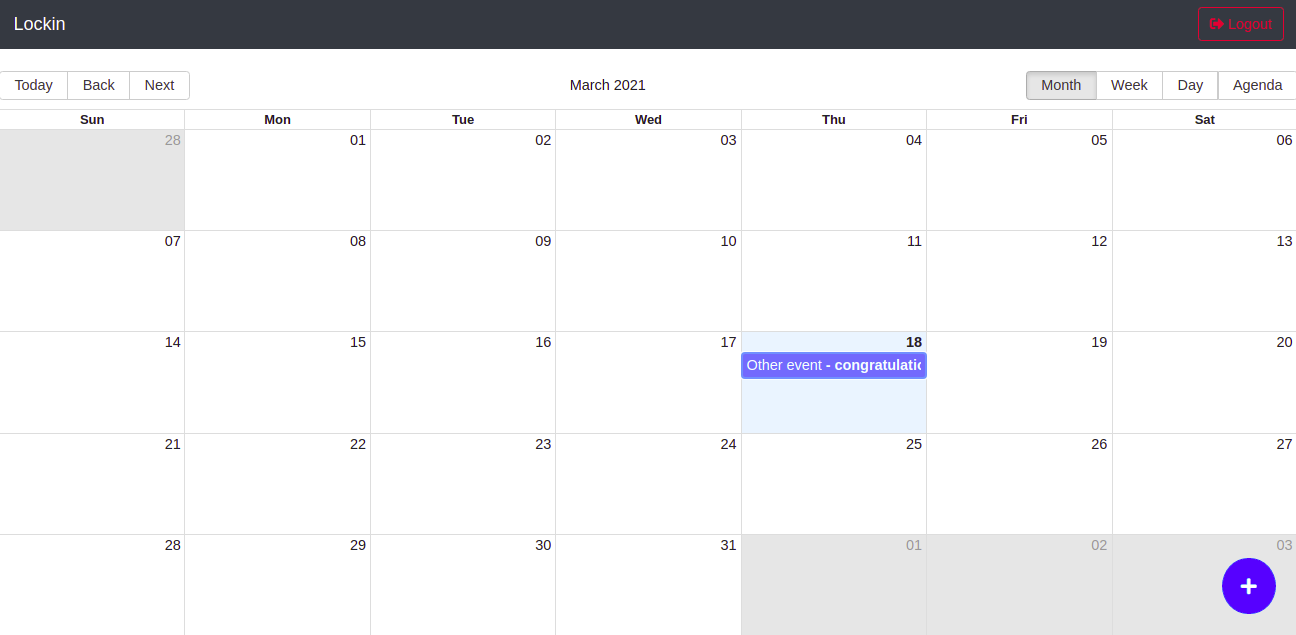 Lockin Logout
Today Back Next March 2021 Month Week Day Agenda
Sun Mon Tue Wed Thu Fri Sat
28 01 02 03 04 05 06
07 08 09 10 11 12 13
14 15 16 17 18 19 20
Other event - congratulatic
21 22 23 24 25 26 27
28 29 30 31 01 02 03
+